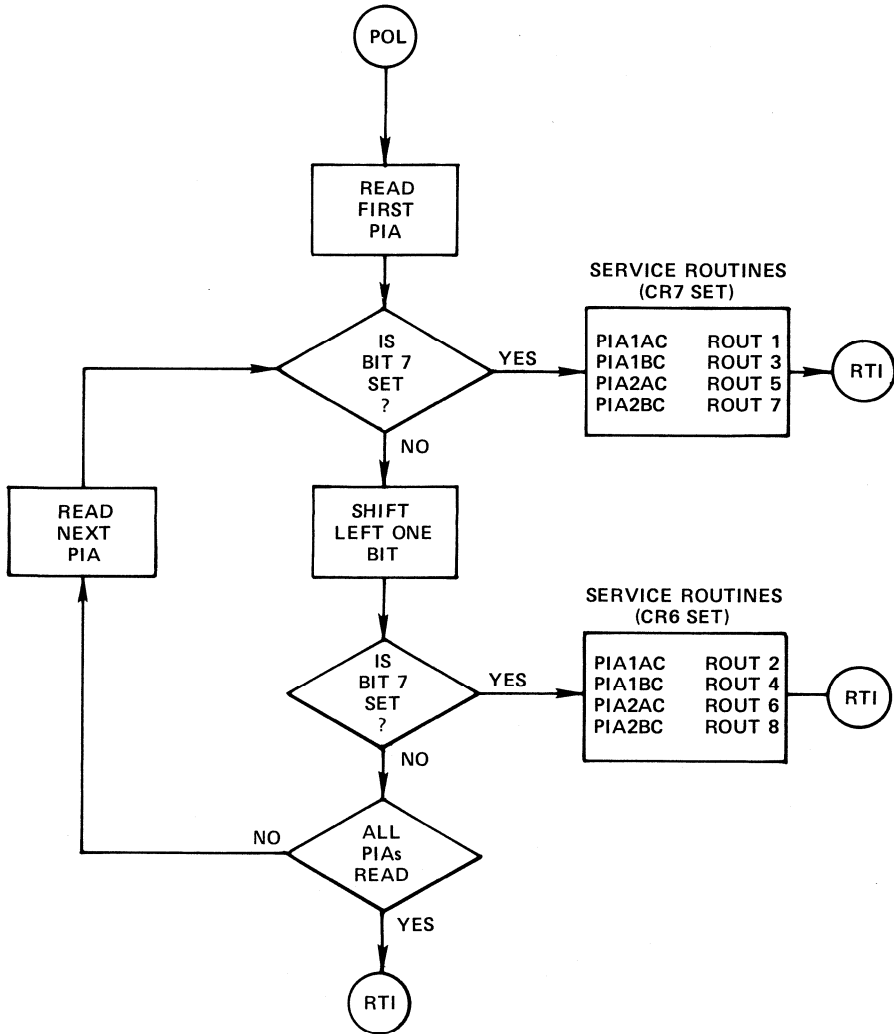 POL
READ
FIRST
PIA
IS
BIT 7
SET
?
YES
SERVICE ROUTINES
(CR7 SET)
PIA1AC ROUT 1
PIA1BC ROUT 3
PIA2AC ROUT 5
PIA2BC ROUT 7
RTI
NO
READ
NEXT
PIA
SHIFT
LEFT ONE
BIT
IS
BIT 7
SET
?
YES
SERVICE ROUTINES
(CR6 SET)
PIA1AC ROUT 2
PIA1BC ROUT 4
PIA2AC ROUT 6
PIA2BC ROUT 8
RTI
NO
ALL
PIAs
READ
NO
YES
RTI